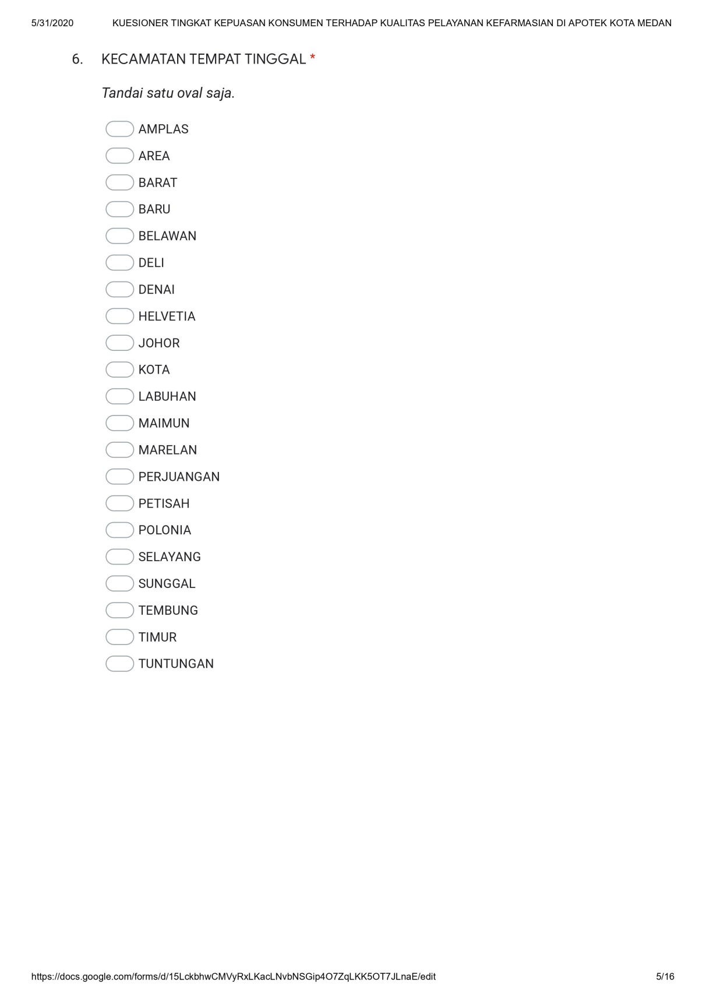 5/31/2020 KUESIONER TINGKAT KEPUASAN KONSUMEN TERHADAP KUALITAS PELAYANAN KEFARMASIAN DI APOTEK KOTA MEDAN
6. KECAMATAN TEMPAT TINGGAL *
Tandai satu oval saja.
AMPLAS
AREA
BARAT
BARU
BELAWAN
DELI
DENAI
HELVETIA
JOHOR
KOTA
LABUHAN
MAIMUN
MARELAN
PERJUANGAN
PETISAH
POLONIA
SELAYANG
SUNGGAL
TEMBUNG
TIMUR
TUNTUNGAN
https://docs.google.com/forms/d/15LckbhwCMVyRxLKacLNvbNSGip4O7ZqLKK5OT7JLnaE/edit 5/16